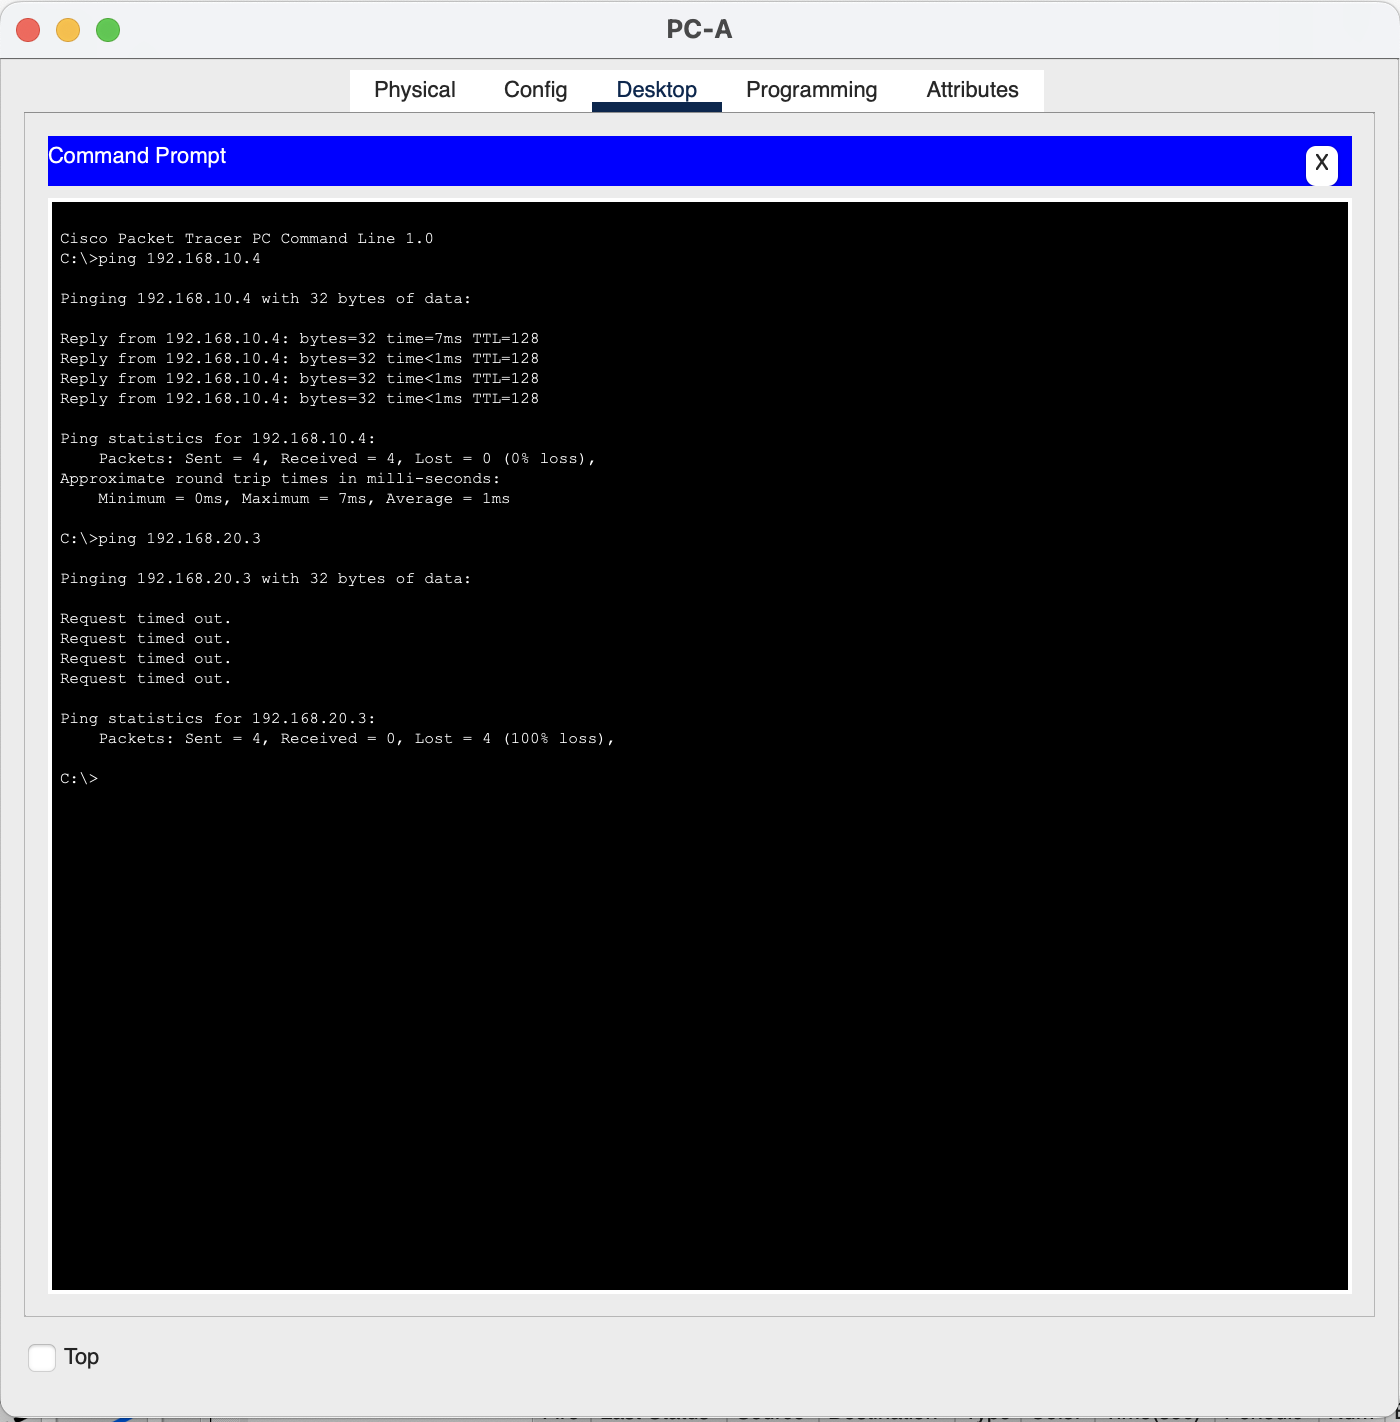 PC-A
Physical Config Desktop Programming Attributes
Command Prompt
X
Cisco Packet Tracer PC Command Line 1.0
C:\>ping 192.168.10.4
Pinging 192.168.10.4 with 32 bytes of data:
Reply from 192.168.10.4: bytes=32 time=7ms TTL=128
Reply from 192.168.10.4: bytes=32 time<1ms TTL=128
Reply from 192.168.10.4: bytes=32 time<1ms TTL=128
Reply from 192.168.10.4: bytes=32 time<1ms TTL=128
Ping statistics for 192.168.10.4:
    Packets: Sent = 4, Received = 4, Lost = 0 (0% loss),
Approximate round trip times in milli-seconds:
    Minimum = 0ms, Maximum = 7ms, Average = 1ms
C:\>ping 192.168.20.3
Pinging 192.168.20.3 with 32 bytes of data:
Request timed out.
Request timed out.
Request timed out.
Request timed out.
Ping statistics for 192.168.20.3:
    Packets: Sent = 4, Received = 0, Lost = 4 (100% loss),
C:\>
Top